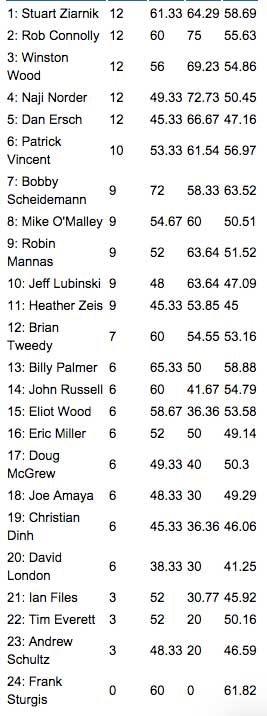 1: Stuart Ziarnik 12 61.33 64.29 58.69
2: Rob Connolly 12 60 75 55.63
3: Winston
Wood 12 56 69.23 54.86
4: Naji Norder 12 49.33 72.73 50.45
5: Dan Ersch 12 45.33 66.67 47.16
6: Patrick
Vincent 10 53.33 61.54 56.97
7: Bobby
Scheidemann 9 72 58.33 63.52
8: Mike O'Malley 9 54.67 60 50.51
9: Robin
Mannas 9 52 63.64 51.52
10: Jeff Lubinski 9 48 63.64 47.09
11: Heather Zeis 9 45.33 53.85 45
12: Brian
Tweedy 7 60 54.55 53.16
13: Billy Palmer 6 65.33 50 58.88
14: John Russell 6 60 41.67 54.79
15: Eliot Wood 6 58.67 36.36 53.58
16: Eric Miller 6 52 50 49.14
17: Doug
McGrew 6 49.33 40 50.3
18: Joe Amaya 6 48.33 30 49.29
19: Christian
Dinh 6 45.33 36.36 46.06
20: David
London 6 38.33 30 41.25
21: Ian Files 3 52 30.77 45.92
22: Tim Everett 3 52 20 50.16
23: Andrew
Schultz 3 48.33 20 46.59
24: Frank
Sturgis 0 60 0 61.82